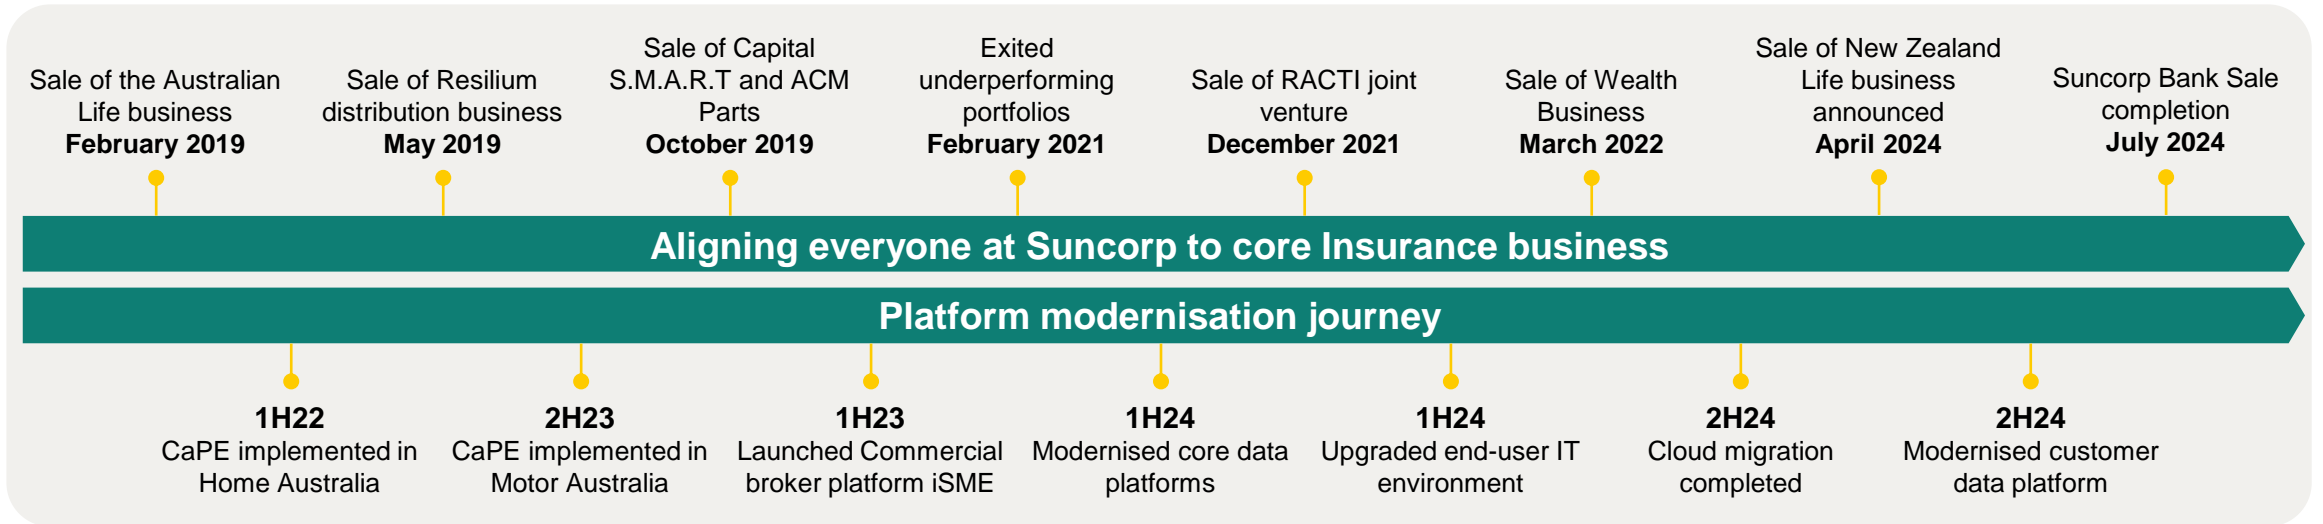 Sale of the Australian
Life business
February 2019
Sale of Resilium
distribution business
May 2019
Sale of Capital
S.M.A.R.T and ACM
Parts
October 2019
Exited
underperforming
portfolios
February 2021
Sale of RACTI joint
venture
December 2021
Sale of Wealth
Business
March 2022
Sale of New Zealand
Life business
announced
April 2024
Suncorp Bank Sale
completion
July 2024
Aligning everyone at Suncorp to core Insurance business
Platform modernisation journey
1H22
CaPE implemented in
Home Australia
2H23
CaPE implemented in
Motor Australia
1H23
Launched Commercial
broker platform iSME
1H24
Modernised core data
platforms
1H24
Upgraded end-user IT
environment
2H24
Cloud migration
completed
2H24
Modernised customer
data platform